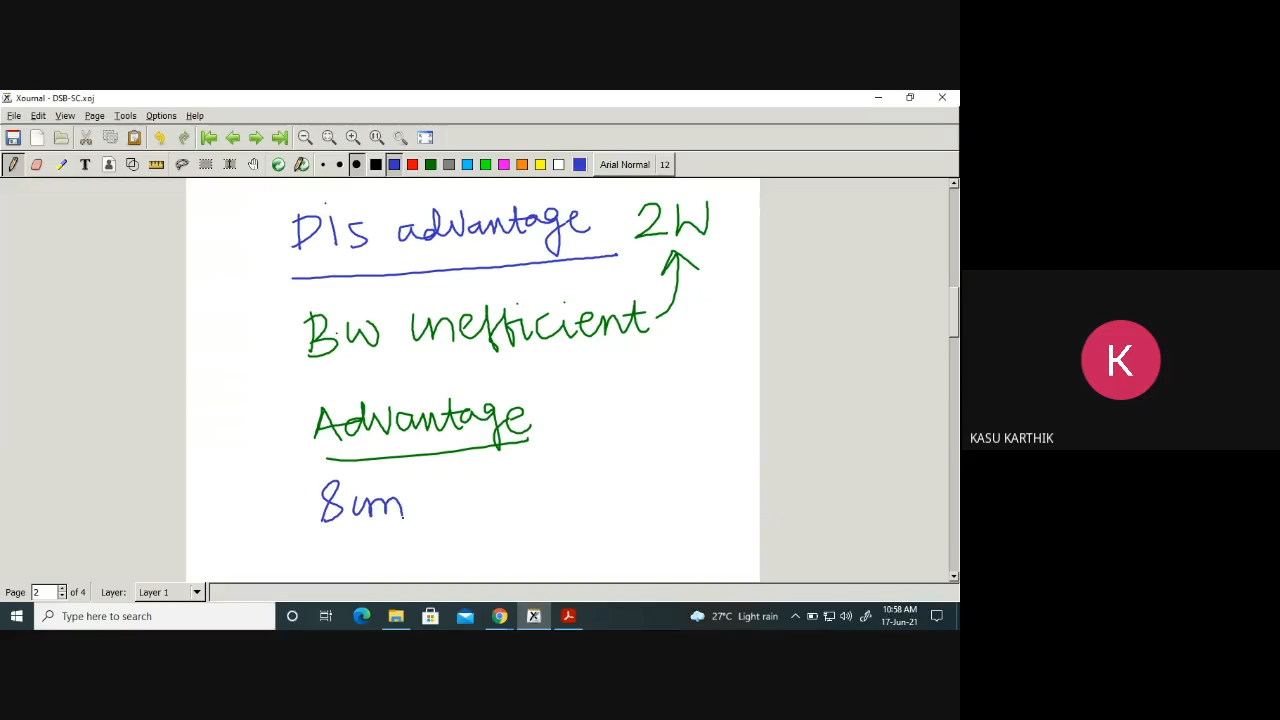 Xournal - DSB-SC.xoj
File Edit View Page Tools Options Help
T Arial Normal 12
Dis advantage 2W
BW inefficient
Advantage
Sim
K
KASU KARTHIK
Page 2 of 4 Layer: Layer 1
Type here to search
27°C Light rain
10:58 AM
17-Jun-21